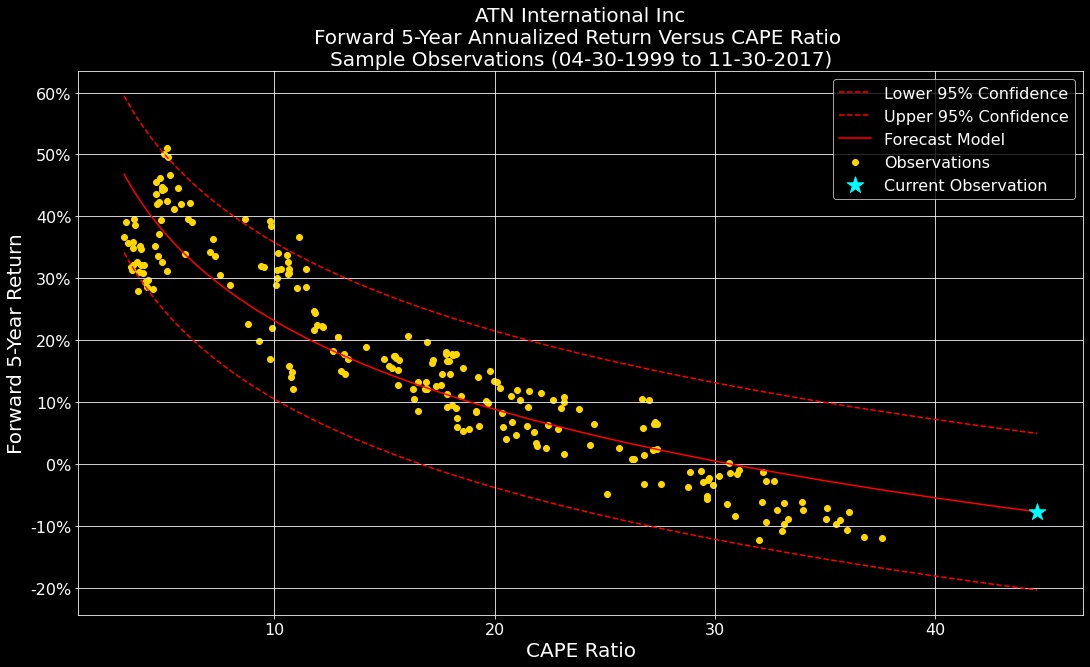 ATN International Inc
Forward 5-Year Annualized Return Versus CAPE Ratio
Sample Observations (04-30-1999 to 11-30-2017)
Lower 95% Confidence
Upper 95% Confidence
Forecast Model
Observations
Current Observation
Forward 5-Year Return
60%
50%
40%
30%
20%
10%
0%
-10%
-20%
10
20
30
40
CAPE Ratio